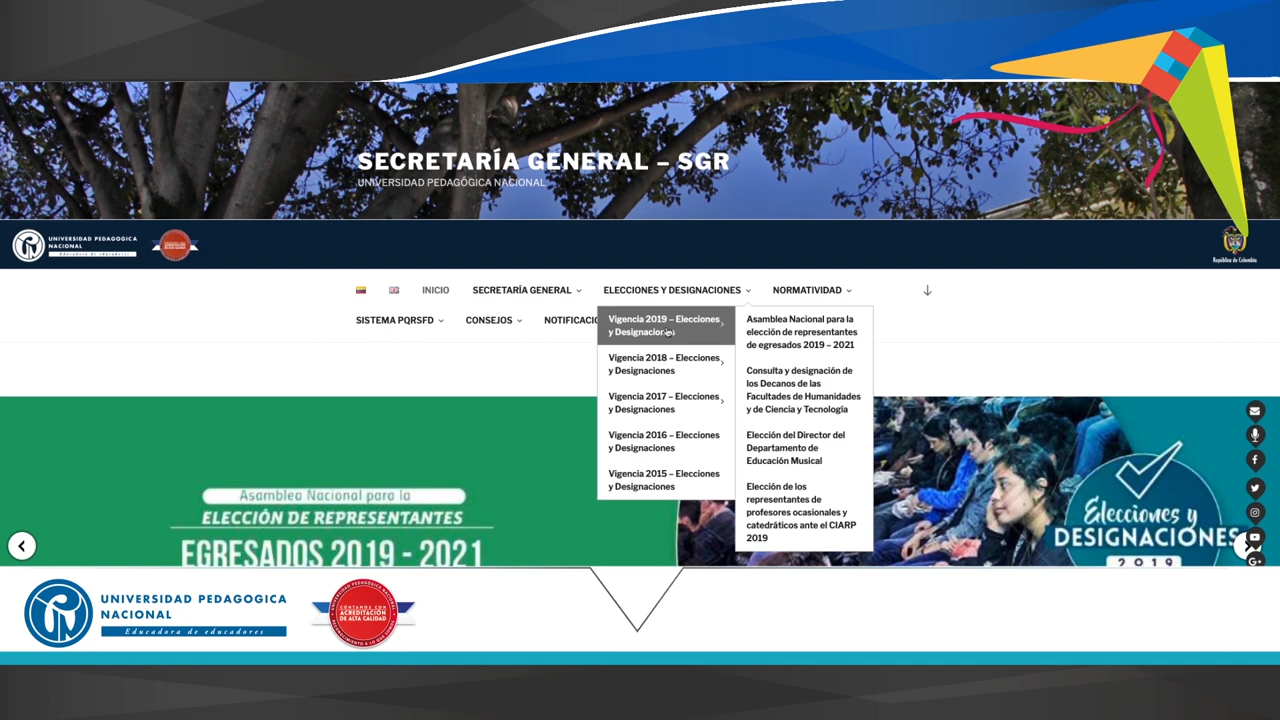 SECRETARÍA GENERAL – SGR
UNIVERSIDAD PEDAGÓGICA NACIONAL
UNIVERSIDAD PEDAGOGICA
NACIONAL
Educadora de educadores
República de Colombia
INICIO
SECRETARÍA GENERAL
ELECCIONES Y DESIGNACIONES
NORMATIVIDAD
SISTEMA PQRSFD
CONSEJOS
NOTIFICACIO
Vigencia 2019 – Elecciones
y Designaciones
Vigencia 2018 – Elecciones
y Designaciones
Vigencia 2017 – Elecciones
y Designaciones
Vigencia 2016 – Elecciones
y Designaciones
Vigencia 2015 – Elecciones
y Designaciones
Asamblea Nacional para la
elección de representantes
de egresados 2019 – 2021
Consulta y designación de
los Decanos de las
Facultades de Humanidades
y de Ciencia y Tecnología
Elección del Director del
Departamento de
Educación Musical
Elección de los
representantes de
profesores ocasionales y
catedráticos ante el CIARP
2019
Asamblea Nacional para la
ELECCIÓN DE REPRESENTANTES
EGRESADOS 2019 - 2021
Elecciones y
DESIGNACIONES
2019
UNIVERSIDAD PEDAGOGICA
NACIONAL
Educadora de educadores
CONTAMOS CON
ACREDITACIÓN
DE ALTA CALIDAD